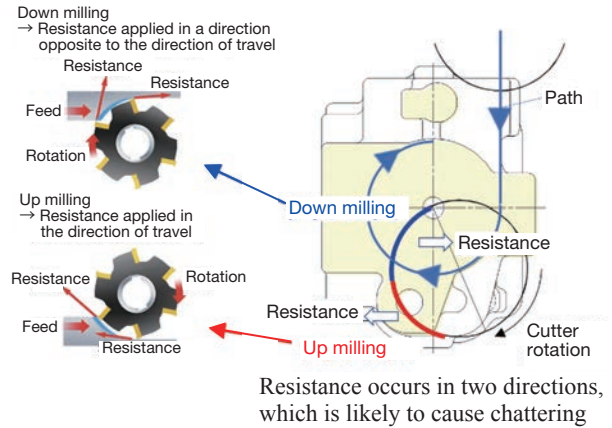 Down milling
→ Resistance applied in a direction
opposite to the direction of travel
Resistance
Resistance
Feed
Rotation
Up milling
→ Resistance applied in
the direction of travel
Resistance
Rotation
Feed
Resistance
Path
Down milling
Resistance
Resistance
Up milling
Cutter
rotation
Resistance occurs in two directions,
which is likely to cause chattering